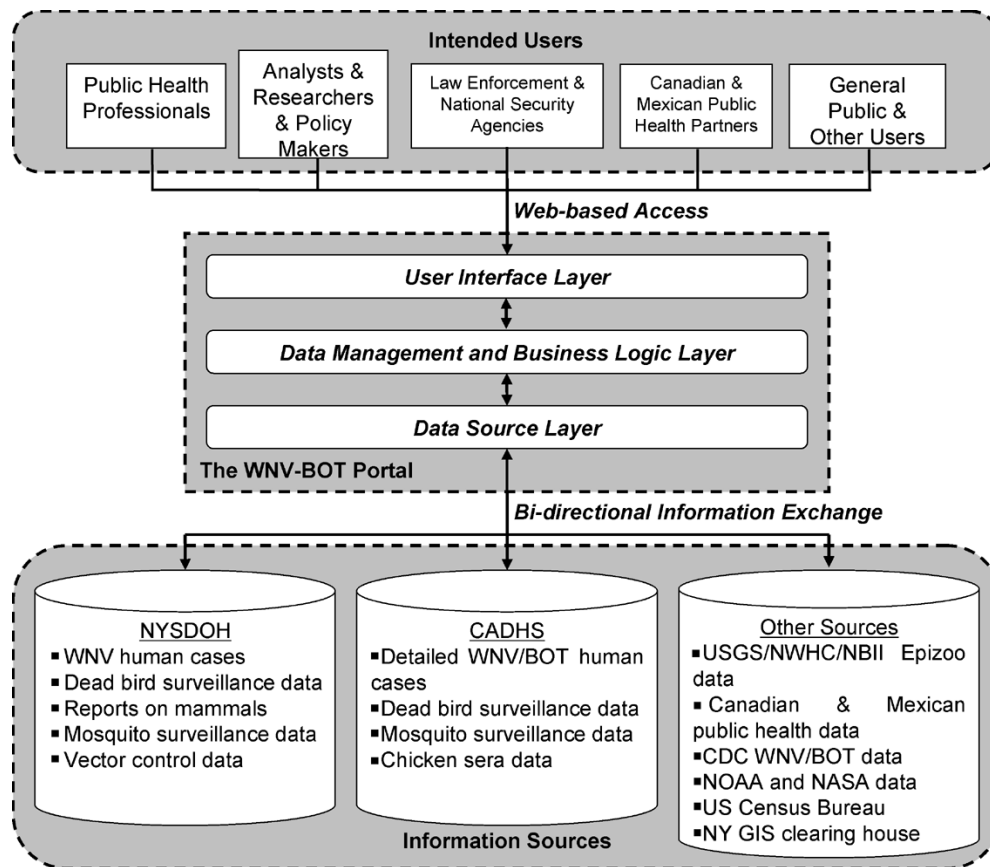 Intended Users
Public Health
Professionals
Analysts &
Researchers
& Policy
Makers
Law Enforcement &
National Security
Agencies
Canadian &
Mexican Public
Health Partners
General
Public &
Other Users
Web-based Access
User Interface Layer
Data Management and Business Logic Layer
Data Source Layer
The WNV-BOT Portal
Bi-directional Information Exchange
NYSDOH
▪WNV human cases
▪Dead bird surveillance data
▪Reports on mammals
▪Mosquito surveillance data
▪Vector control data
CADHS
▪Detailed WNV/BOT human
cases
▪Dead bird surveillance data
▪Mosquito surveillance data
▪Chicken sera data
Other Sources
▪USGS/NWHC/NBII Epizoo
data
▪Canadian & Mexican
public health data
▪CDC WNV/BOT data
▪NOAA and NASA data
▪US Census Bureau
▪NY GIS clearing house
Information Sources